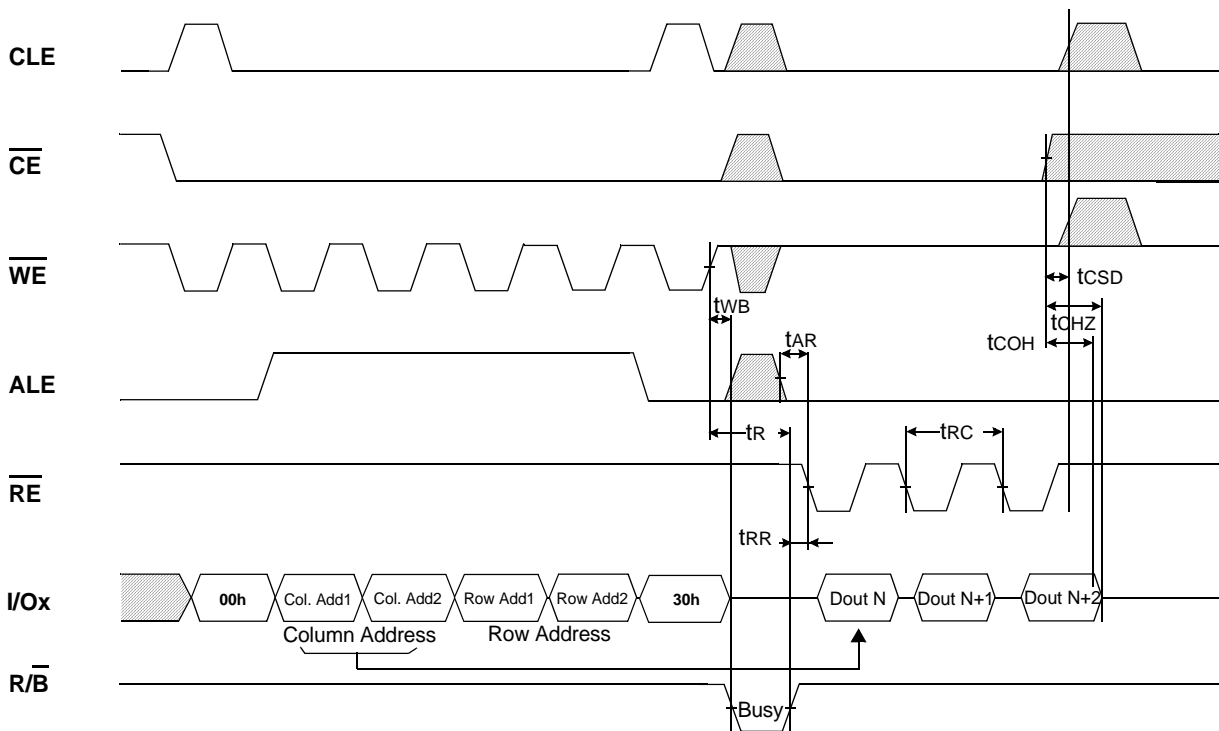 CLE
CE
WE
tCSD
tWB
tCHZ
tAR
tCOH
ALE
tR
tRC
RE
tRR
I/Ox
00h
Col. Add1
Col. Add2
Row Add1
Row Add2
30h
Dout N
Dout N+1
Dout N+2
Column Address
Row Address
R/B
Busy